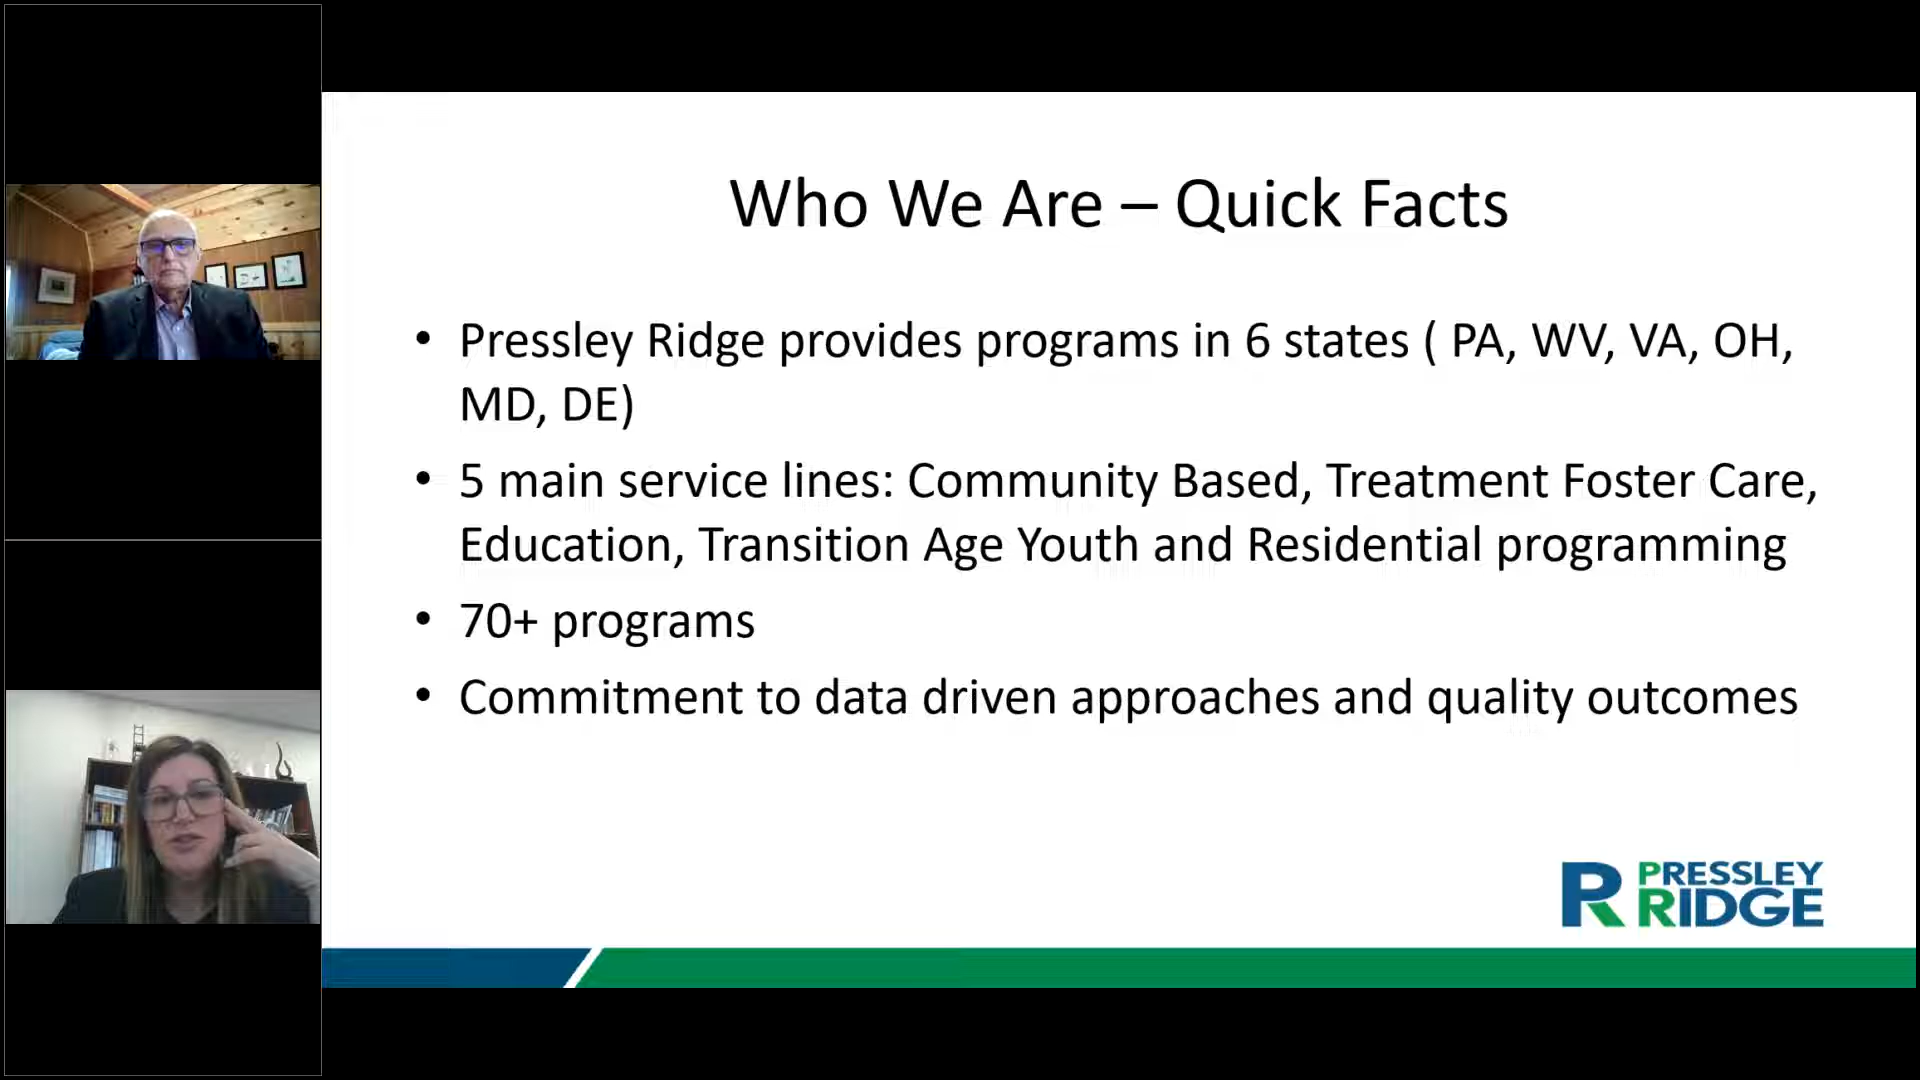 Who We Are – Quick Facts
• Pressley Ridge provides programs in 6 states ( PA, WV, VA, OH,
MD, DE)
• 5 main service lines: Community Based, Treatment Foster Care,
Education, Transition Age Youth and Residential programming
• 70+ programs
• Commitment to data driven approaches and quality outcomes
PRESSLEY
RIDGE